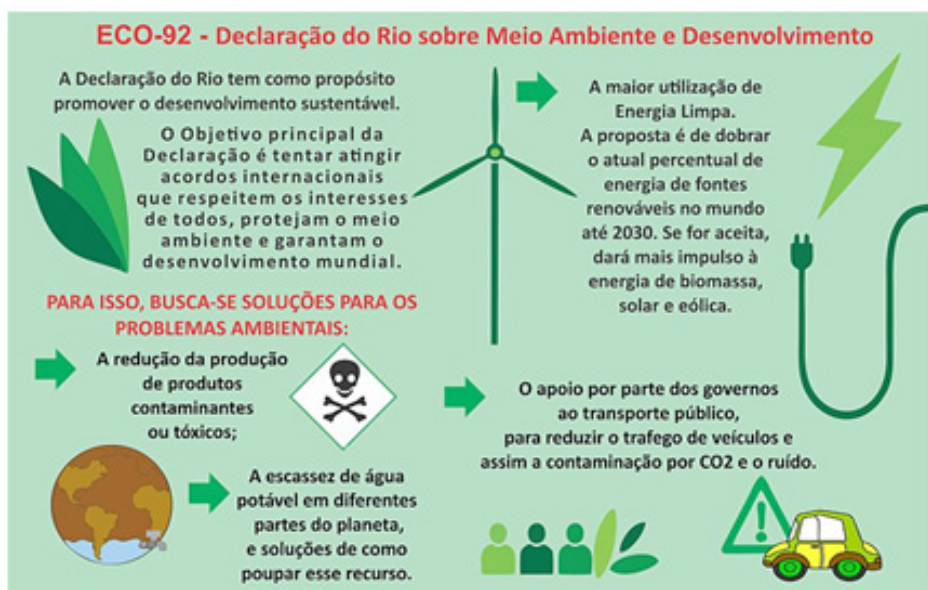 ECO-92 - Declaração do Rio sobre Meio Ambiente e Desenvolvimento
A Declaração do Rio tem como propósito
promover o desenvolvimento sustentável.
O Objetivo principal da
Declaração é tentar atingir
acordos internacionais
que respeitem os interesses
de todos, protejam o meio
ambiente e garantam o
desenvolvimento mundial.
PARA ISSO, BUSCA-SE SOLUÇÕES PARA OS
PROBLEMAS AMBIENTAIS:
A redução da produção
de produtos
contaminantes
ou tóxicos;
A escassez de água
potável em diferentes
partes do planeta,
e soluções de como
poupar esse recurso.
A maior utilização de
Energia Limpa.
A proposta é de dobrar
o atual percentual de
energia de fontes
renováveis no mundo
até 2030. Se for aceita,
dará mais impulso à
energia de biomassa,
solar e eólica.
O apoio por parte dos governos
ao transporte público,
para reduzir o trafego de veículos e
assim a contaminação por CO2 e o ruído.